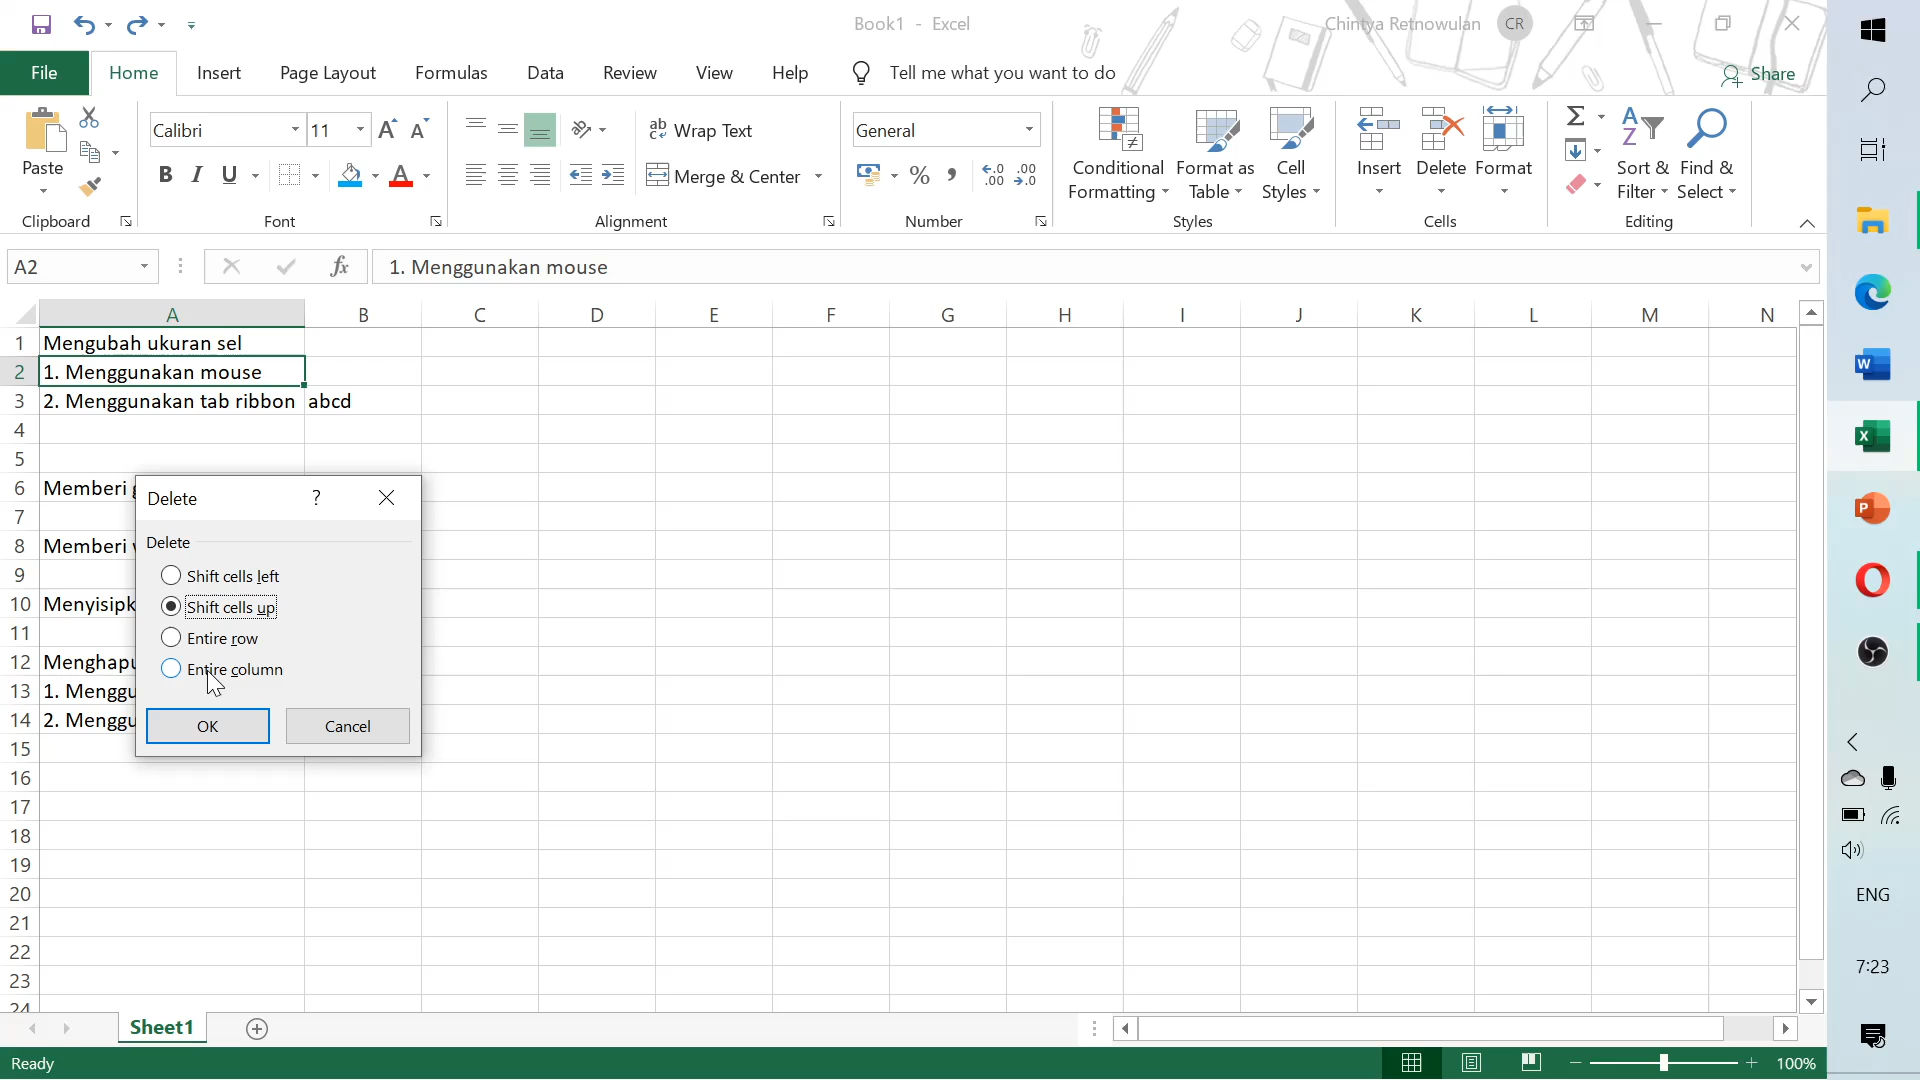 Book1 - Excel
Chintya Retnowulan
CR
File Home Insert Page Layout Formulas Data Review View Help Tell me what you want to do
Share
Paste
Clipboard
Calibri 11
B I U
Font
Wrap Text
Merge & Center
Alignment
General
%
Number
Conditional Formatting
Format as Table
Cell Styles
Styles
Insert Delete Format
Cells
Sort & Filter
Find & Select
Editing
A2
fx
1. Menggunakan mouse
A B C D E F G H I J K L M N
1 Mengubah ukuran sel
2 1. Menggunakan mouse
3 2. Menggunakan tab ribbon abcd
4
5
6 Memberi
7
8 Memberi
9
10 Menyisipk
11
12 Menghapu
13 1. Menggu
14 2. Menggu
15
16
17
18
19
20
21
22
23
24
Delete
?
Delete
Shift cells left
Shift cells up
Entire row
Entire column
OK Cancel
Sheet1
Ready
100%
ENG
7:23